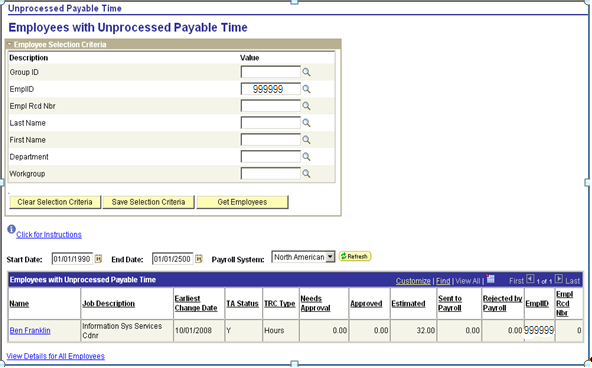 Unprocessed Payable Time
Employees with Unprocessed Payable Time
Employee Selection Criteria
Description Value
Group ID
EmplID 999999
Empl Rcd Nbr
Last Name
First Name
Department
Workgroup
Clear Selection Criteria Save Selection Criteria Get Employees
Click for Instructions
Start Date: 01/01/1990 End Date: 01/01/2500 Payroll System: North American Refresh
Employees with Unprocessed Payable Time Customize | Find | View All | First 1 of 1 Last
Name Job Description Earliest Change Date TA Status TRC Type Needs Approval Approved Estimated Sent to Payroll Rejected by Payroll EmplID Empl Rcd Nbr
Ben Franklin Information Sys Services Cdnr 10/01/2008 Y Hours 0.00 0.00 32.00 0.00 0.00 999999 0
View Details for All Employees